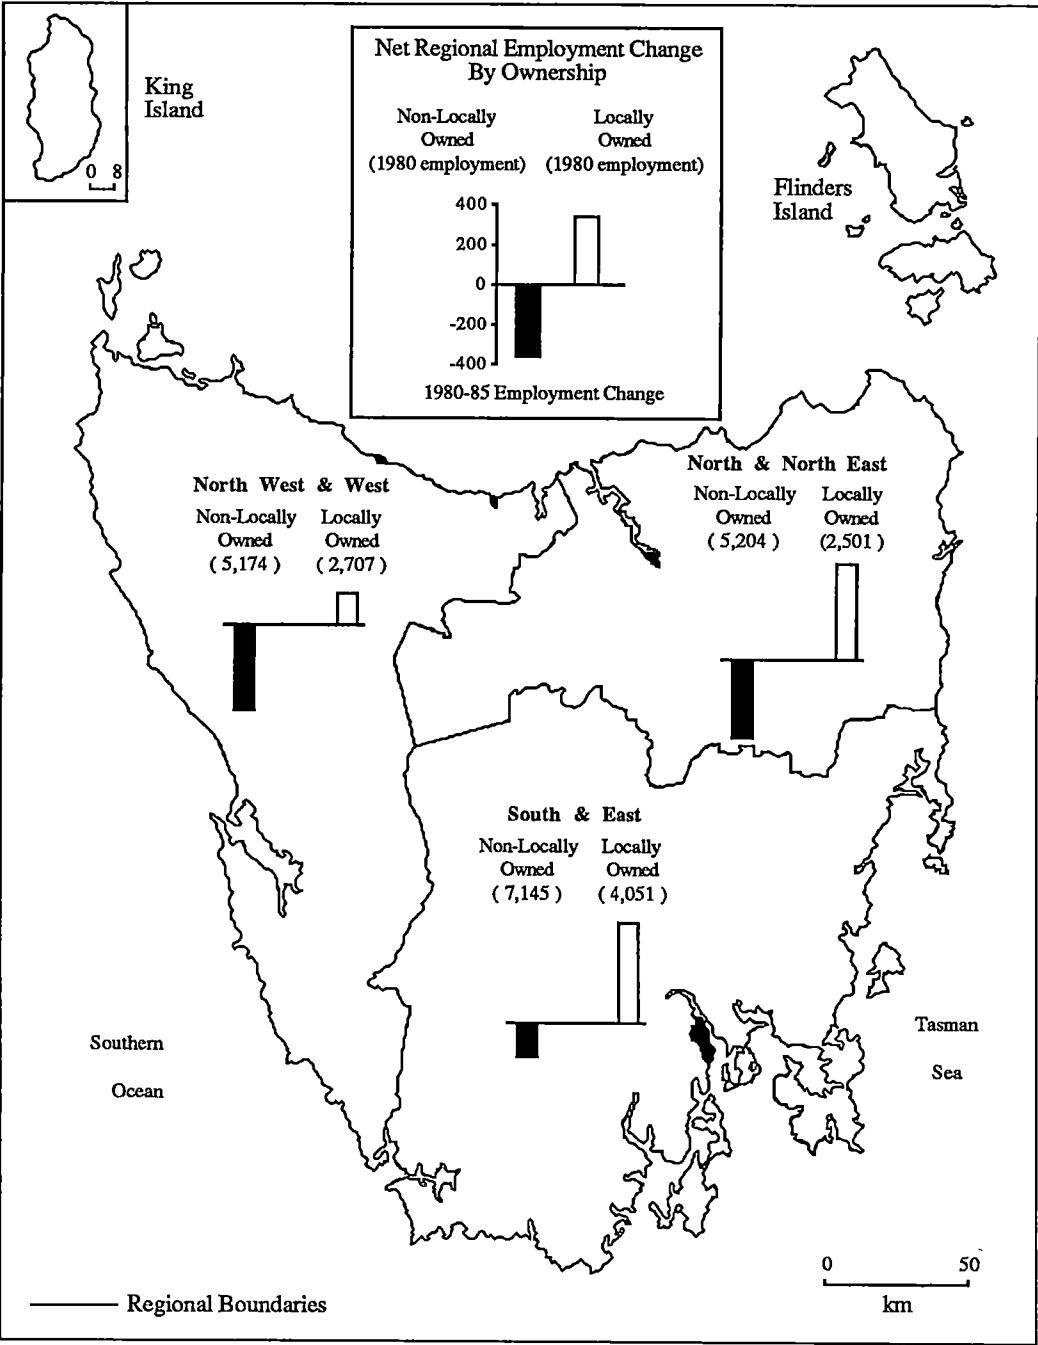 King
Island
0 8
Net Regional Employment Change
By Ownership
Non-Locally
Owned
(1980 employment)
Locally
Owned
(1980 employment)
400
200
0
-200
-400
1980-85 Employment Change
Flinders
Island
North West & West
Non-Locally
Owned
( 5,174 )
Locally
Owned
( 2,707 )
North & North East
Non-Locally
Owned
( 5,204 )
Locally
Owned
(2,501 )
South & East
Non-Locally
Owned
( 7,145 )
Locally
Owned
( 4,051 )
Southern
Ocean
Tasman
Sea
0 50
km
Regional Boundaries